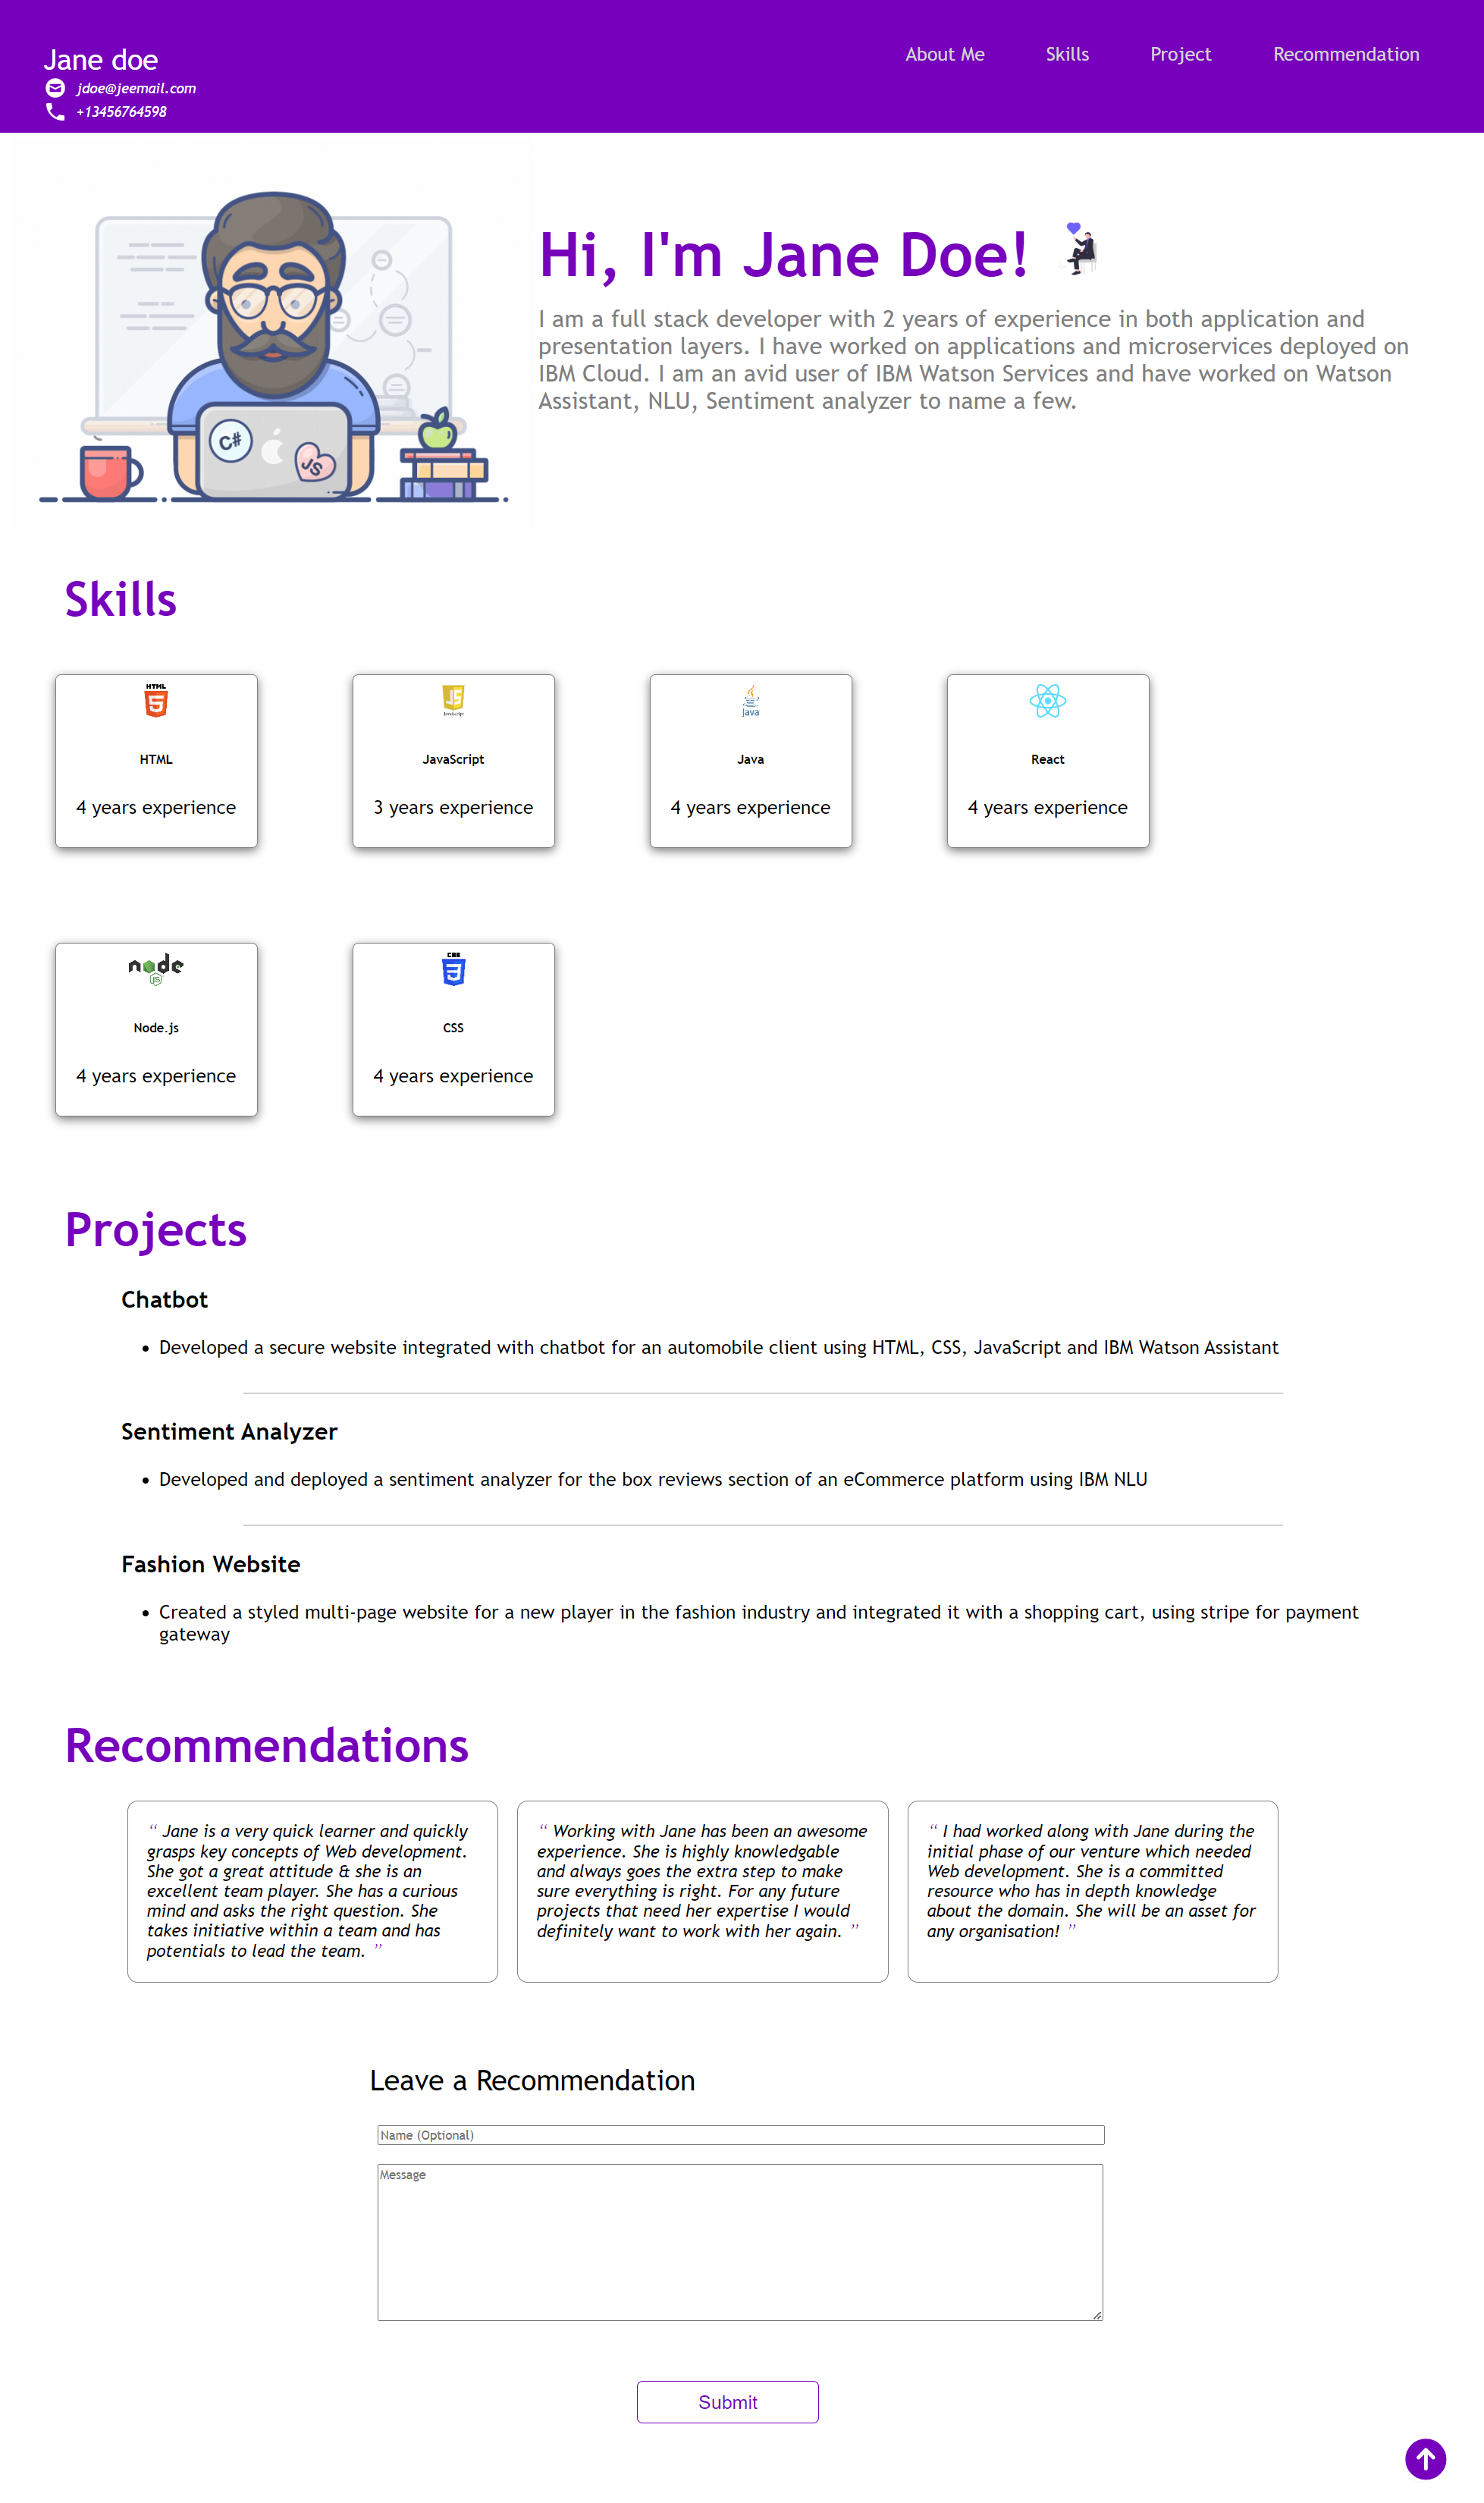 Jane doe
jdoe@jeemail.com
+13456764598
About Me
Skills
Project
Recommendation
C#
JS
Hi, I'm Jane Doe!
I am a full stack developer with 2 years of experience in both application and
presentation layers. I have worked on applications and microservices deployed on
IBM Cloud. I am an avid user of IBM Watson Services and have worked on Watson
Assistant, NLU, Sentiment analyzer to name a few.
Skills
HTML
5
HTML
4 years experience
JS
JavaScript
JavaScript
3 years experience
Java
Java
4 years experience
React
4 years experience
node
JS
Node.js
4 years experience
CSS
3
CSS
4 years experience
Projects
Chatbot
• Developed a secure website integrated with chatbot for an automobile client using HTML, CSS, JavaScript and IBM Watson Assistant
Sentiment Analyzer
• Developed and deployed a sentiment analyzer for the box reviews section of an eCommerce platform using IBM NLU
Fashion Website
• Created a styled multi-page website for a new player in the fashion industry and integrated it with a shopping cart, using stripe for payment
gateway
Recommendations
“ Jane is a very quick learner and quickly
grasps key concepts of Web development.
She got a great attitude & she is an
excellent team player. She has a curious
mind and asks the right question. She
takes initiative within a team and has
potentials to lead the team. ”
“ Working with Jane has been an awesome
experience. She is highly knowledgable
and always goes the extra step to make
sure everything is right. For any future
projects that need her expertise I would
definitely want to work with her again. ”
“ I had worked along with Jane during the
initial phase of our venture which needed
Web development. She is a committed
resource who has in depth knowledge
about the domain. She will be an asset for
any organisation! ”
Leave a Recommendation
Name (Optional)
Message
Submit